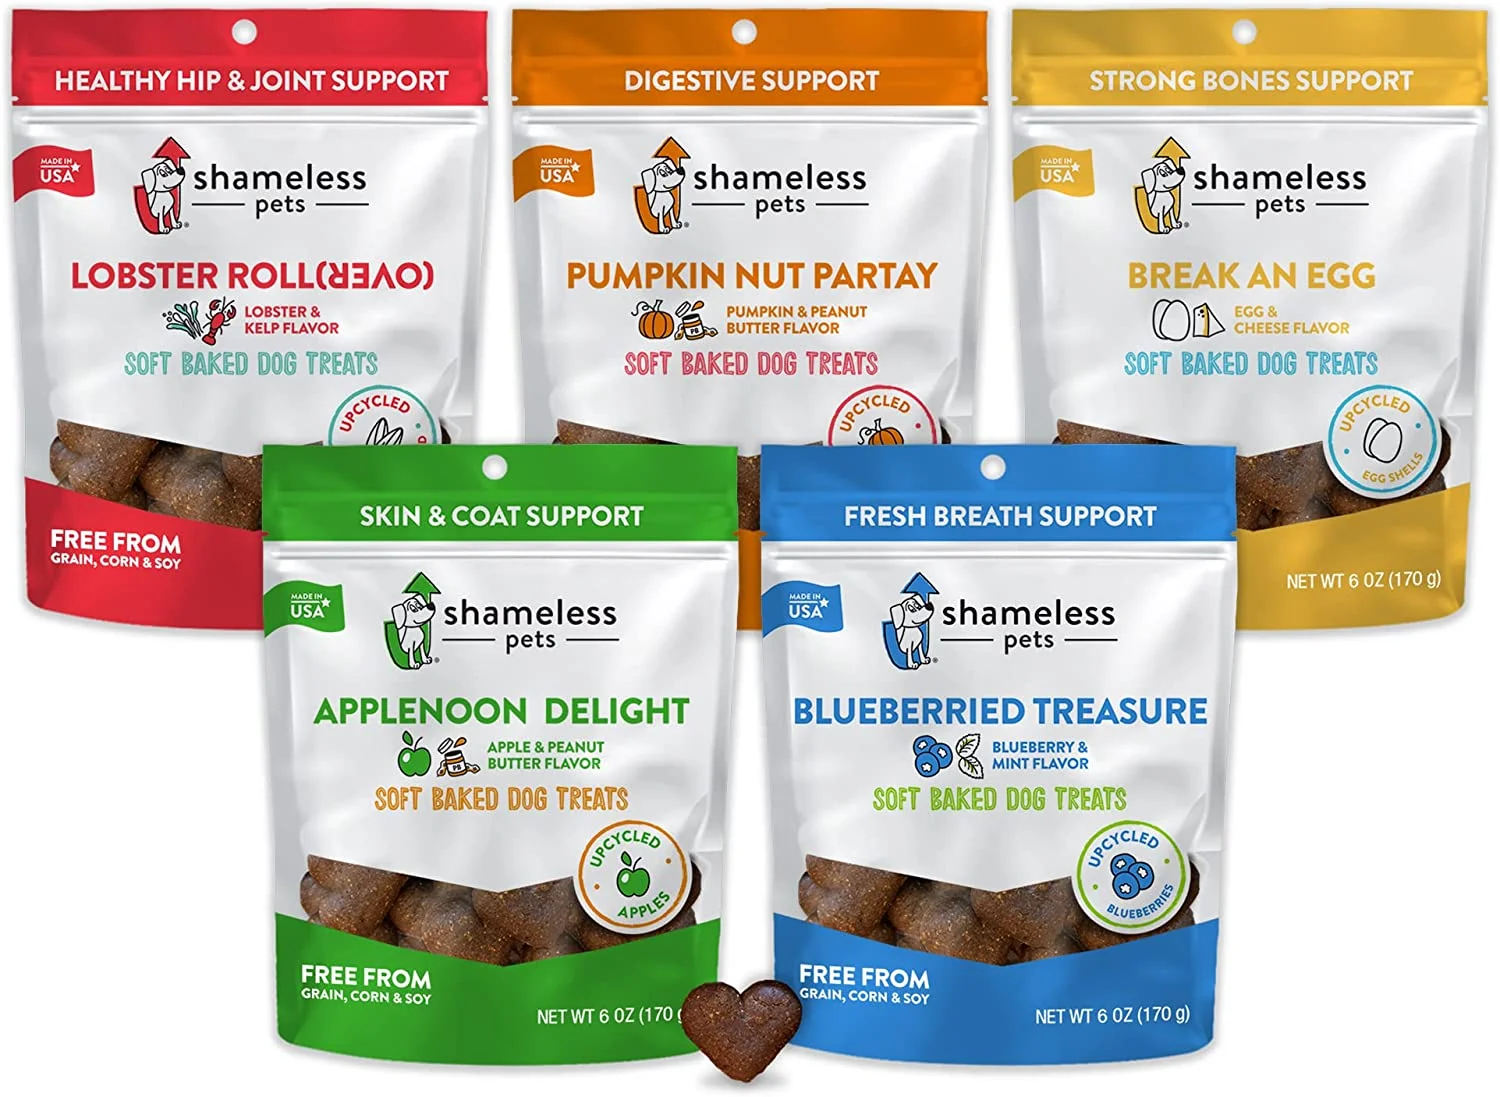 HEALTHY HIP & JOINT SUPPORT
MADE IN
USA
shameless
pets
LOBSTER ROLL(OVER)
LOBSTER &
KELP FLAVOR
SOFT BAKED DOG TREATS
UPCYCLED
FREE FROM
GRAIN, CORN & SOY
DIGESTIVE SUPPORT
MADE IN
USA
shameless
pets
PUMPKIN NUT PARTAY
PUMPKIN & PEANUT
BUTTER FLAVOR
PB
SOFT BAKED DOG TREATS
UPCYCLED
STRONG BONES SUPPORT
MADE IN
USA
shameless
pets
BREAK AN EGG
EGG &
CHEESE FLAVOR
SOFT BAKED DOG TREATS
UPCYCLED
EGG SHELLS
NET WT 6 OZ (170 g)
SKIN & COAT SUPPORT
MADE IN
USA
shameless
pets
APPLENOON DELIGHT
APPLE & PEANUT
BUTTER FLAVOR
PB
SOFT BAKED DOG TREATS
UPCYCLED
APPLES
FREE FROM
GRAIN, CORN & SOY
NET WT 6 OZ (170
FRESH BREATH SUPPORT
MADE IN
USA
shameless
pets
BLUEBERRIED TREASURE
BLUEBERRY &
MINT FLAVOR
SOFT BAKED DOG TREATS
UPCYCLED
BLUEBERRIES
FREE FROM
GRAIN, CORN & SOY
NET WT 6 OZ (170 g)